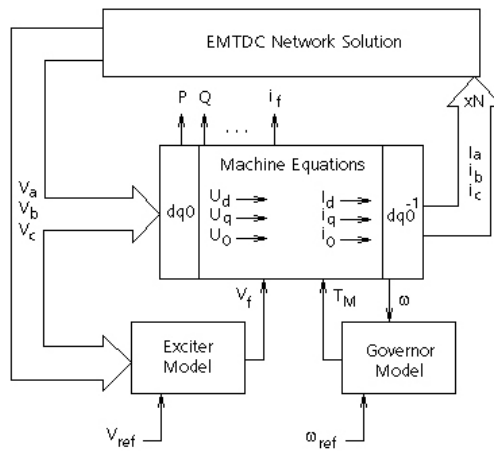 EMTDC Network Solution
P Q if
...
xN
Machine Equations
Va
Vb
Vc
dq0
Ud
Uq
U0
Id
iq
i0
dq0-1
Ia
ib
ic
Vf
TM
ω
Exciter
Model
Governor
Model
Vref
ωref